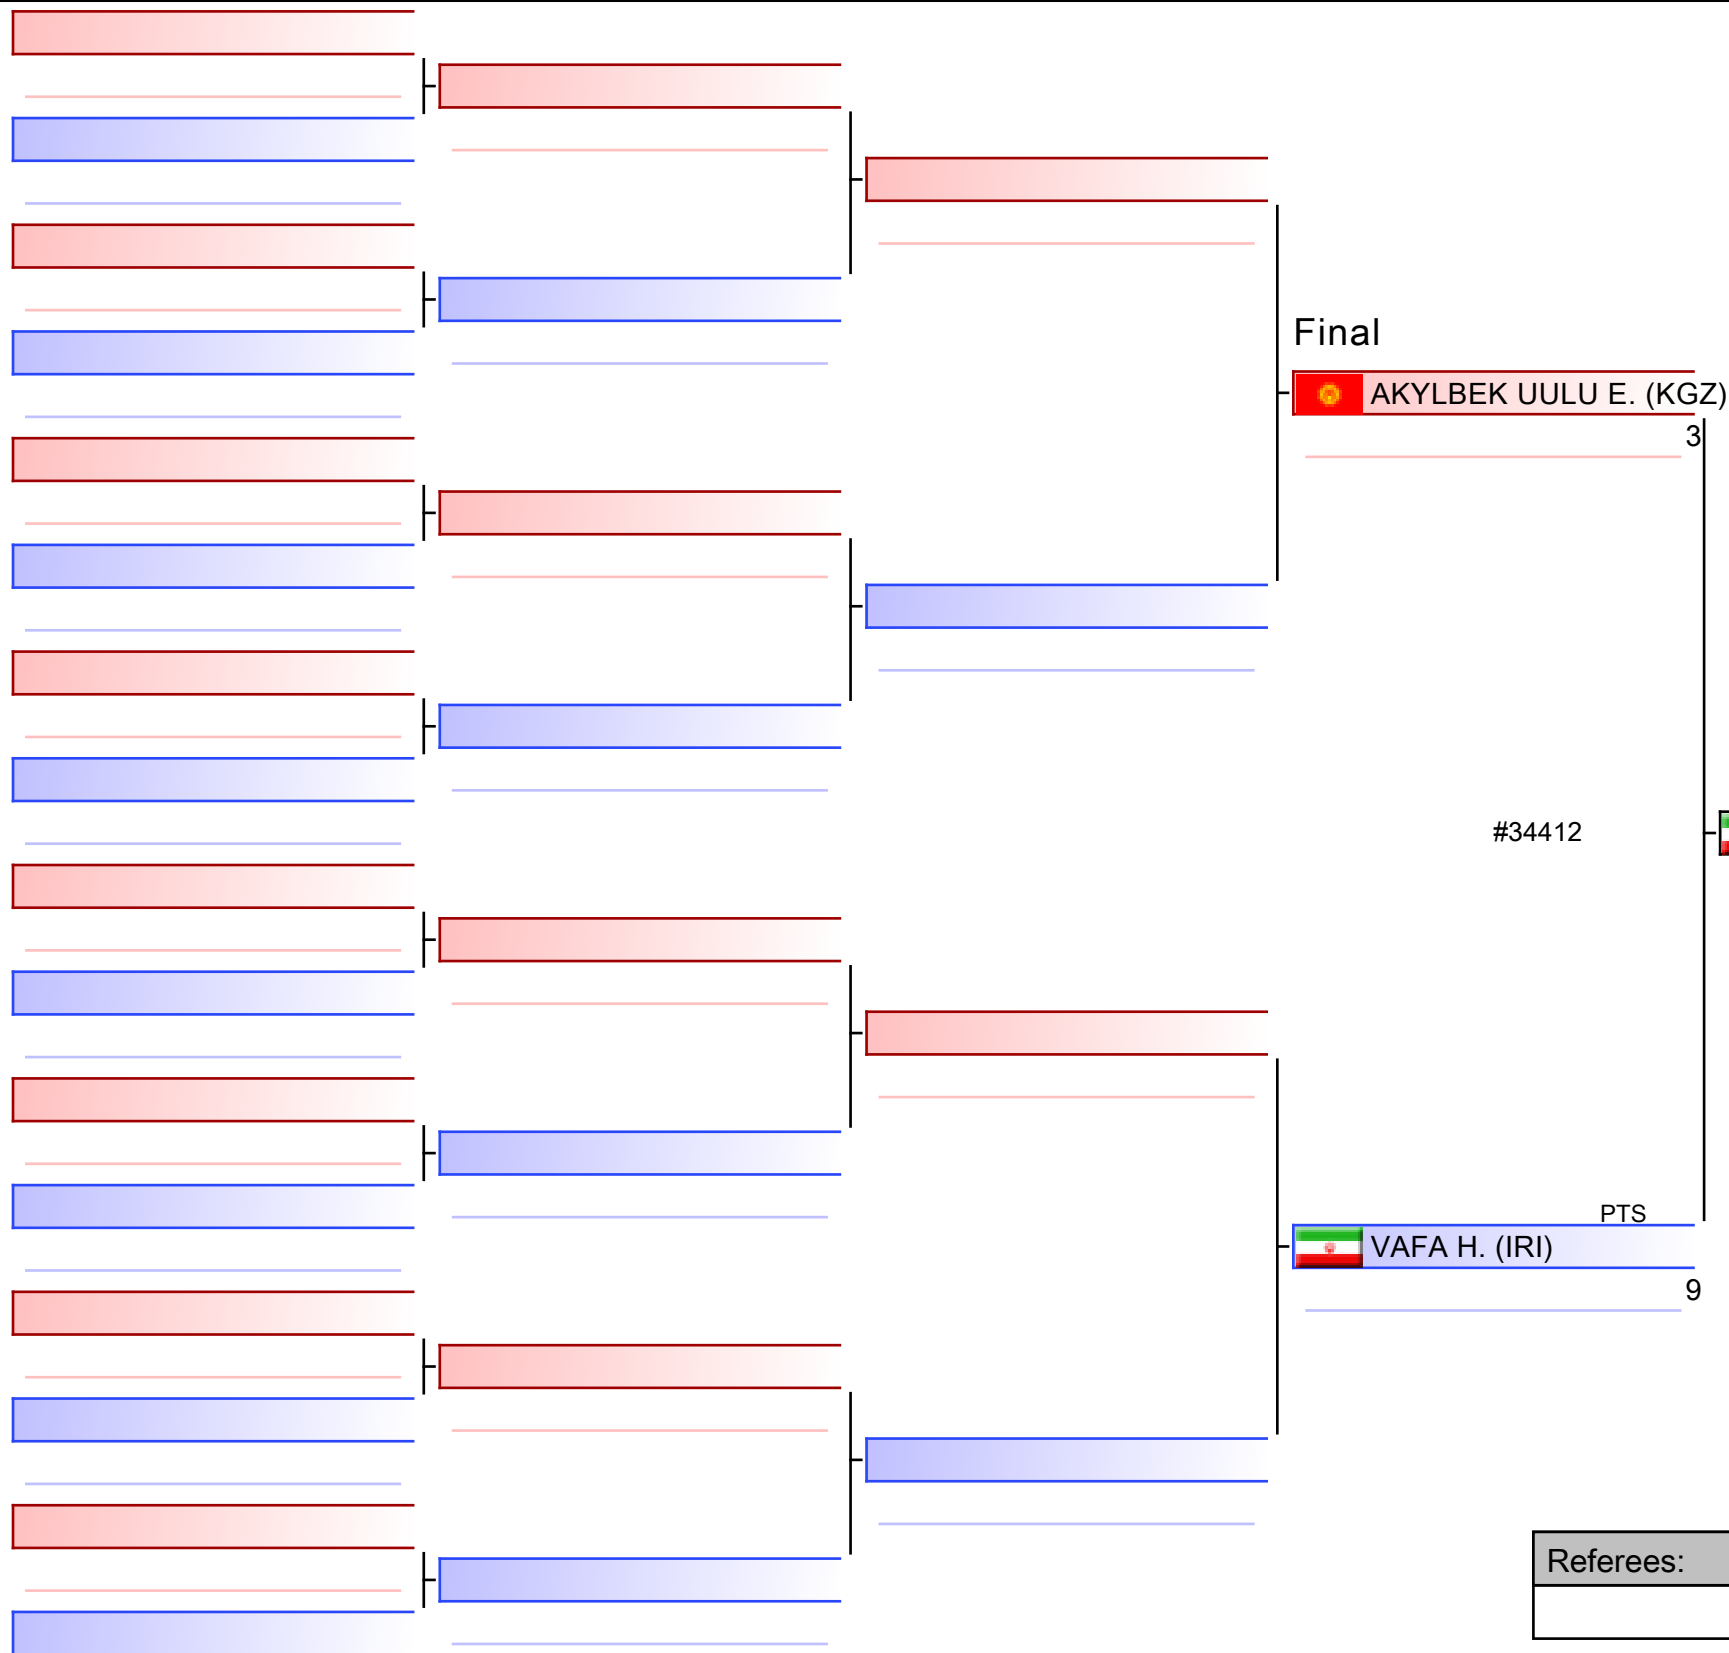 Final
AKYLBEK UULU E. (KGZ)
3
#34412
PTS
VAFA H. (IRI)
9
Referees: